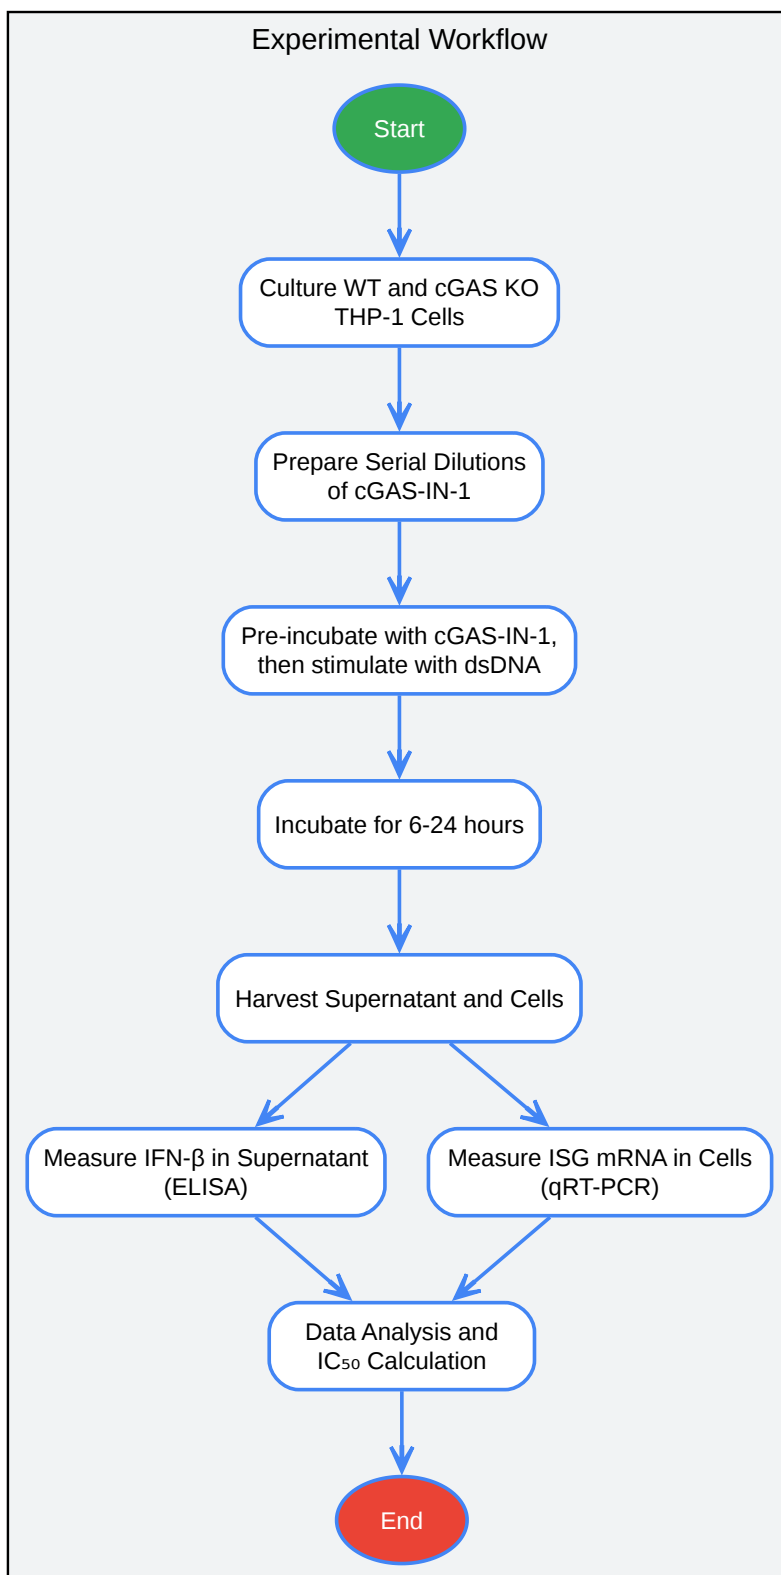 Experimental Workflow
Start
Culture WT and cGAS KO
THP-1 Cells
Prepare Serial Dilutions
of cGAS-IN-1
Pre-incubate with cGAS-IN-1,
then stimulate with dsDNA
Incubate for 6-24 hours
Harvest Supernatant and Cells
Measure IFN-β in Supernatant
(ELISA)
Measure ISG mRNA in Cells
(qRT-PCR)
Data Analysis and
IC₅₀ Calculation
End